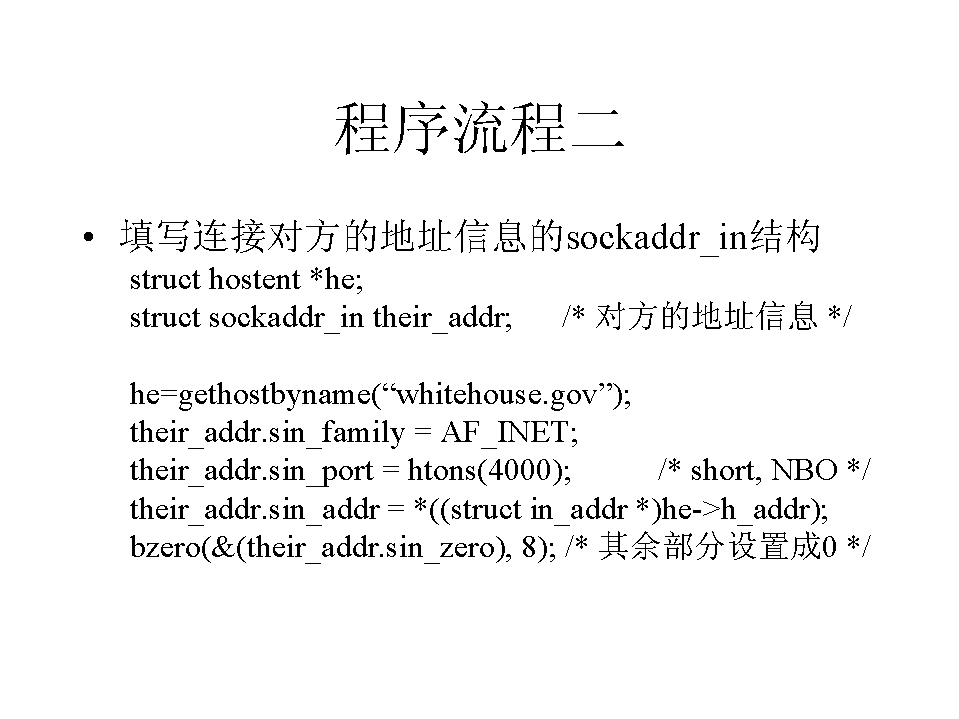 程序流程二
• 填写连接对方的地址信息的sockaddr_in结构
struct hostent *he;
struct sockaddr_in their_addr; /* 对方的地址信息 */
he=gethostbyname(“whitehouse.gov”);
their_addr.sin_family = AF_INET;
their_addr.sin_port = htons(4000); /* short, NBO */
their_addr.sin_addr = *((struct in_addr *)he->h_addr);
bzero(&(their_addr.sin_zero), 8); /* 其余部分设置成0 */